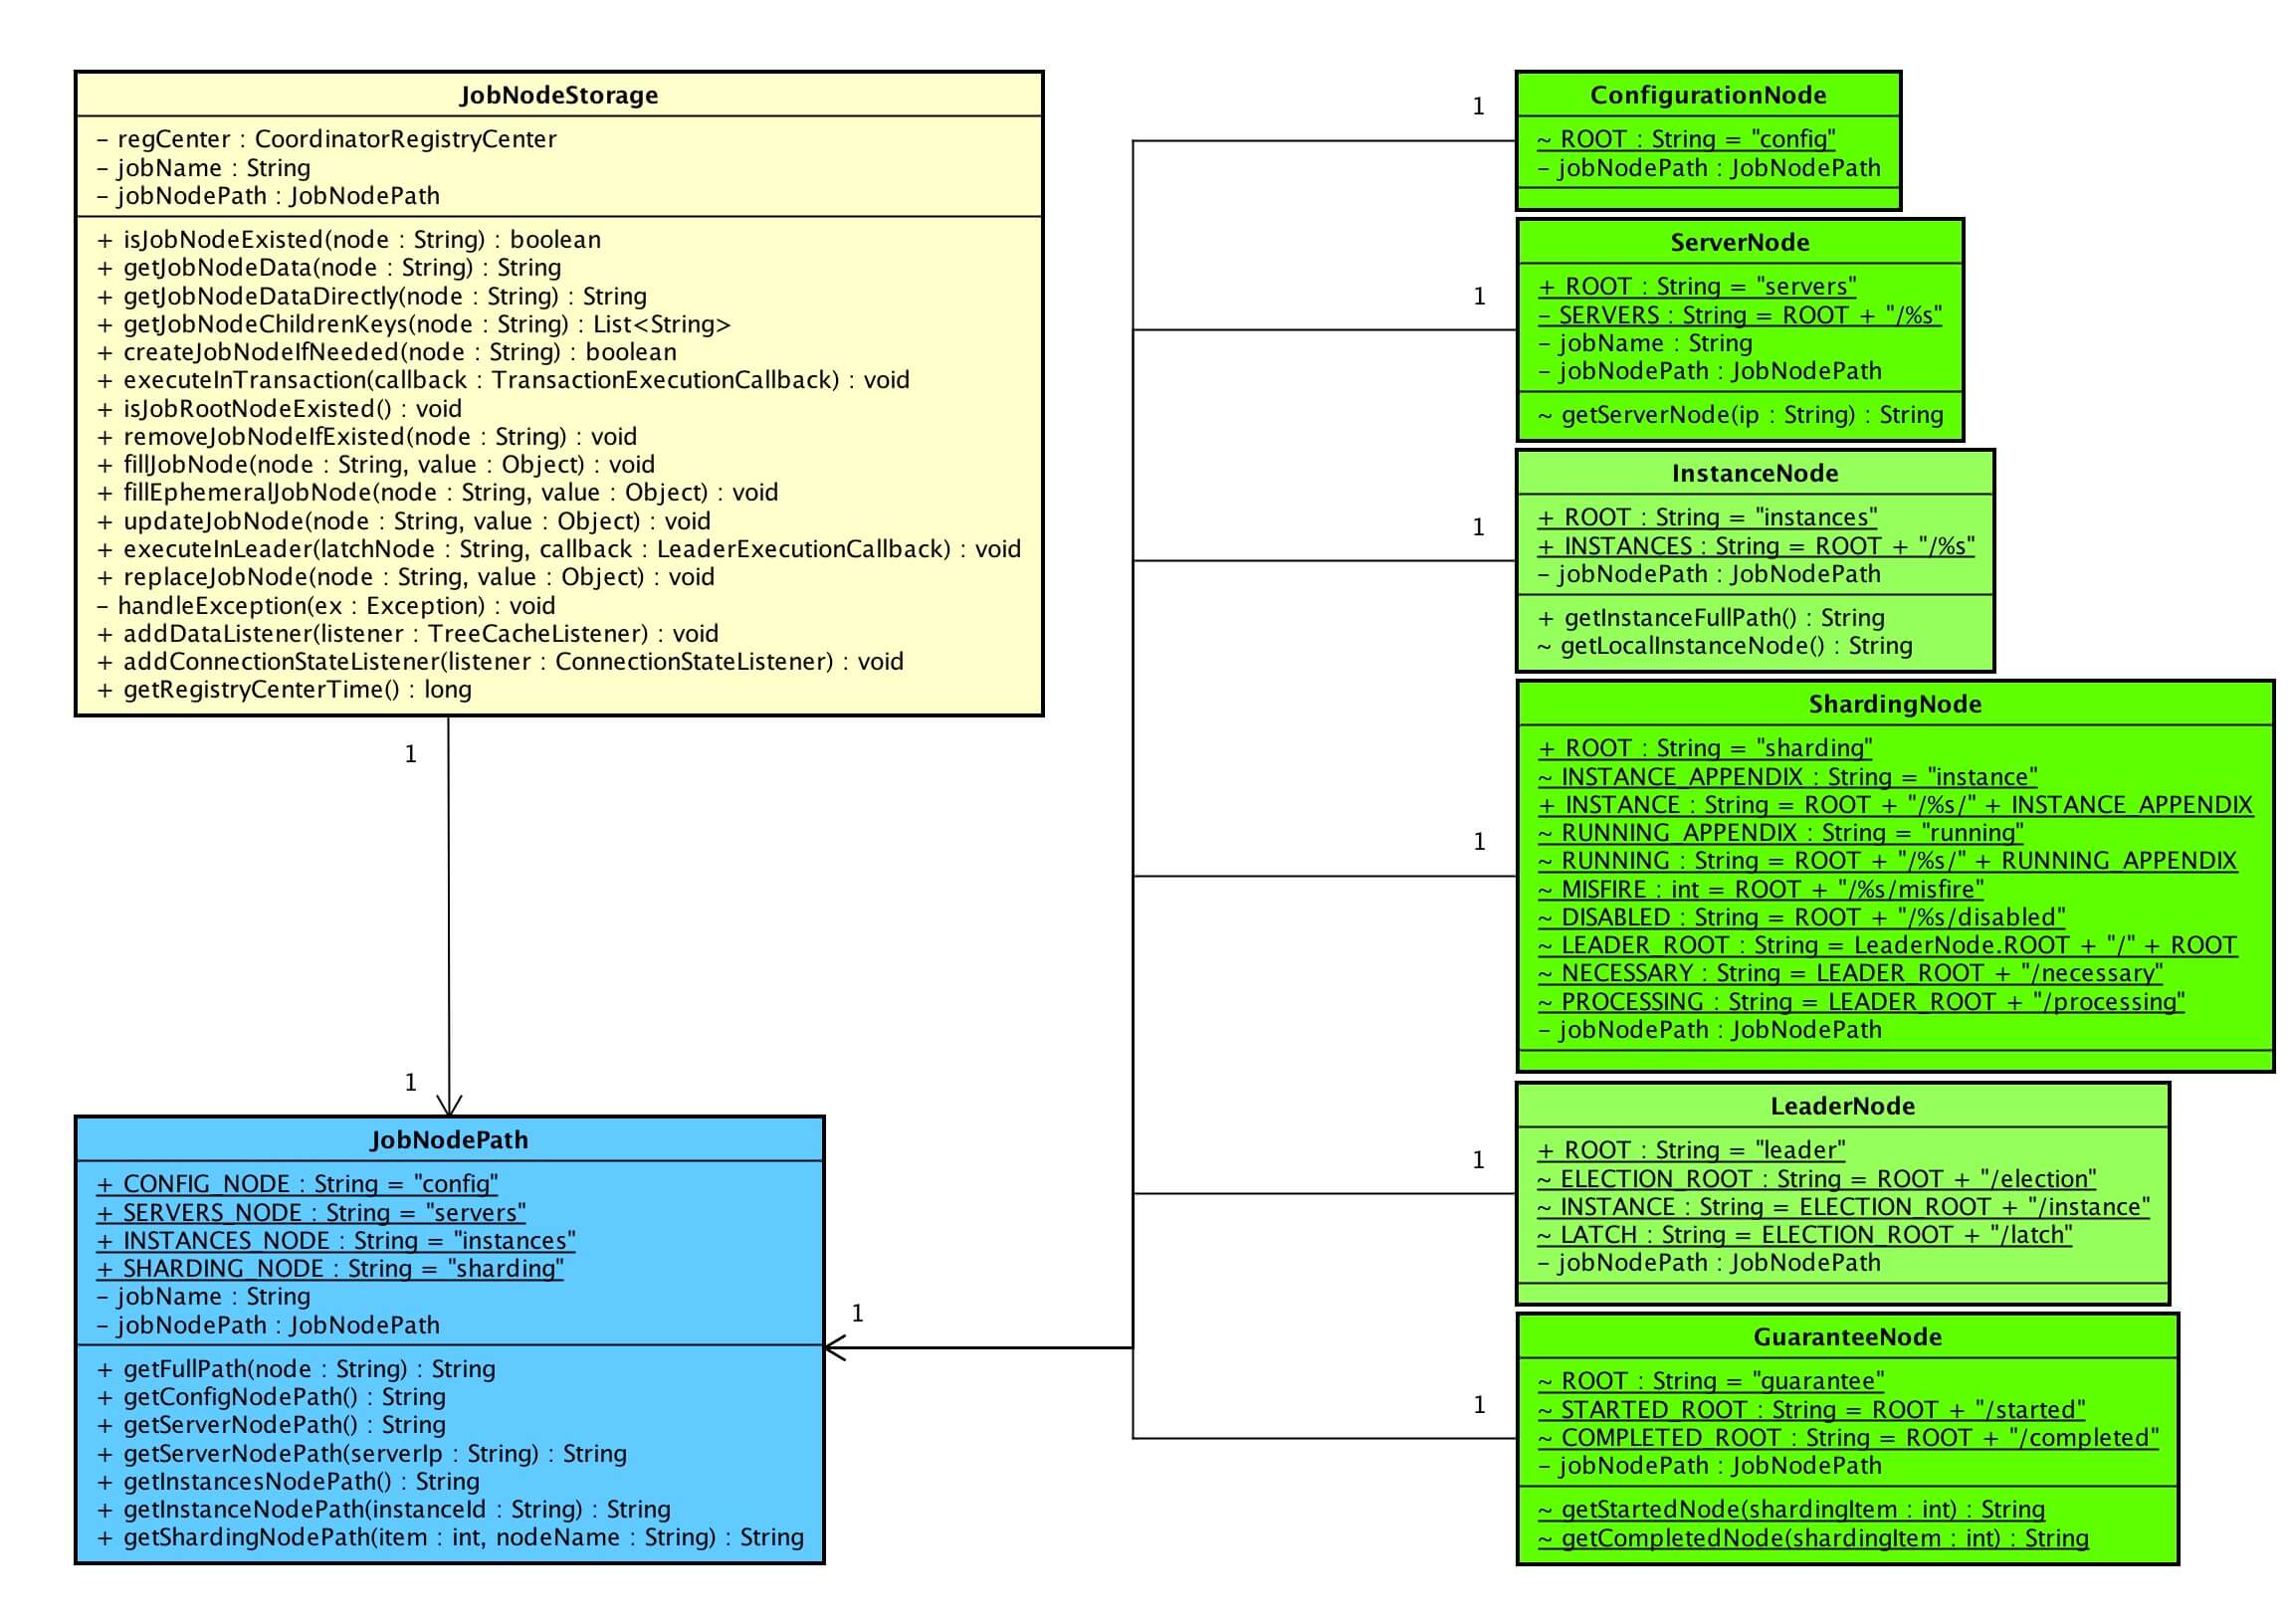 JobNodeStorage
– regCenter : CoordinatorRegistryCenter
– jobName : String
– jobNodePath : JobNodePath
+ isJobNodeExisted(node : String) : boolean
+ getJobNodeData(node : String) : String
+ getJobNodeDataDirectly(node : String) : String
+ getJobNodeChildrenKeys(node : String) : List<String>
+ createJobNodeIfNeeded(node : String) : boolean
+ executeInTransaction(callback : TransactionExecutionCallback) : void
+ isJobRootNodeExisted() : void
+ removeJobNodeIfExisted(node : String) : void
+ fillJobNode(node : String, value : Object) : void
+ fillEphemeralJobNode(node : String, value : Object) : void
+ updateJobNode(node : String, value : Object) : void
+ executeInLeader(latchNode : String, callback : LeaderExecutionCallback) : void
+ replaceJobNode(node : String, value : Object) : void
– handleException(ex : Exception) : void
+ addDataListener(listener : TreeCacheListener) : void
+ addConnectionStateListener(listener : ConnectionStateListener) : void
+ getRegistryCenterTime() : long
1
1
JobNodePath
+ CONFIG_NODE : String = "config"
+ SERVERS_NODE : String = "servers"
+ INSTANCES_NODE : String = "instances"
+ SHARDING_NODE : String = "sharding"
– jobName : String
– jobNodePath : JobNodePath
+ getFullPath(node : String) : String
+ getConfigNodePath() : String
+ getServerNodePath() : String
+ getServerNodePath(serverIp : String) : String
+ getInstancesNodePath() : String
+ getInstanceNodePath(instanceId : String) : String
+ getShardingNodePath(item : int, nodeName : String) : String
1
1
ConfigurationNode
~ ROOT : String = "config"
– jobNodePath : JobNodePath
1
ServerNode
+ ROOT : String = "servers"
– SERVERS : String = ROOT + "/%s"
– jobName : String
– jobNodePath : JobNodePath
~ getServerNode(ip : String) : String
1
InstanceNode
+ ROOT : String = "instances"
+ INSTANCES : String = ROOT + "/%s"
– jobNodePath : JobNodePath
+ getInstanceFullPath() : String
~ getLocalInstanceNode() : String
1
ShardingNode
+ ROOT : String = "sharding"
~ INSTANCE_APPENDIX : String = "instance"
+ INSTANCE : String = ROOT + "/%s/" + INSTANCE_APPENDIX
~ RUNNING_APPENDIX : String = "running"
~ RUNNING : String = ROOT + "/%s/" + RUNNING_APPENDIX
~ MISFIRE : int = ROOT + "/%s/misfire"
~ DISABLED : String = ROOT + "/%s/disabled"
~ LEADER_ROOT : String = LeaderNode.ROOT + "/" + ROOT
~ NECESSARY : String = LEADER_ROOT + "/necessary"
~ PROCESSING : String = LEADER_ROOT + "/processing"
– jobNodePath : JobNodePath
1
LeaderNode
+ ROOT : String = "leader"
~ ELECTION_ROOT : String = ROOT + "/election"
~ INSTANCE : String = ELECTION_ROOT + "/instance"
~ LATCH : String = ELECTION_ROOT + "/latch"
– jobNodePath : JobNodePath
1
GuaranteeNode
~ ROOT : String = "guarantee"
~ STARTED_ROOT : String = ROOT + "/started"
~ COMPLETED_ROOT : String = ROOT + "/completed"
– jobNodePath : JobNodePath
~ getStartedNode(shardingItem : int) : String
~ getCompletedNode(shardingItem : int) : String